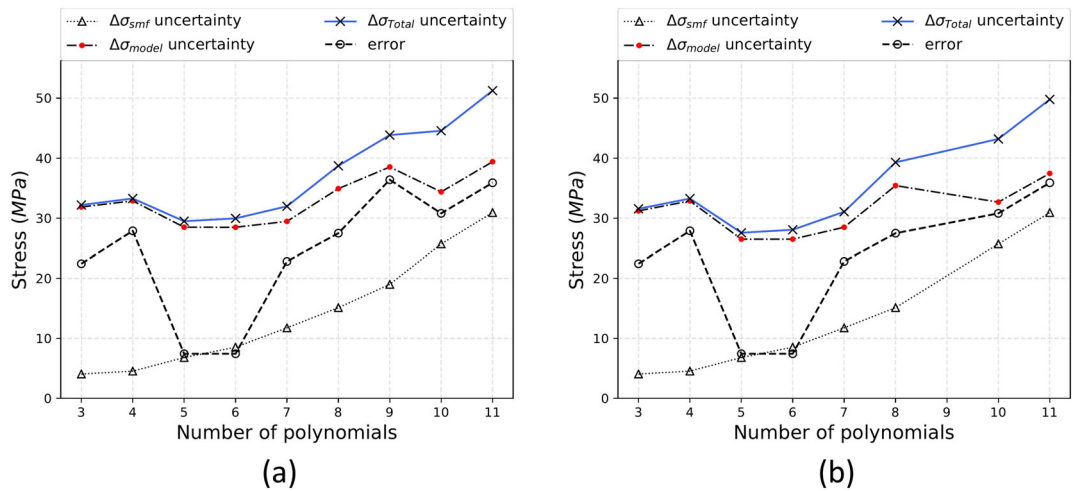 Δσsmf uncertainty
ΔσTotal uncertainty
Δσmodel uncertainty
error
50
40
30
20
10
0
Stress (MPa)
3 4 5 6 7 8 9 10 11
Number of polynomials
(a)
Δσsmf uncertainty
ΔσTotal uncertainty
Δσmodel uncertainty
error
50
40
30
20
10
0
Stress (MPa)
3 4 5 6 7 8 9 10 11
Number of polynomials
(b)